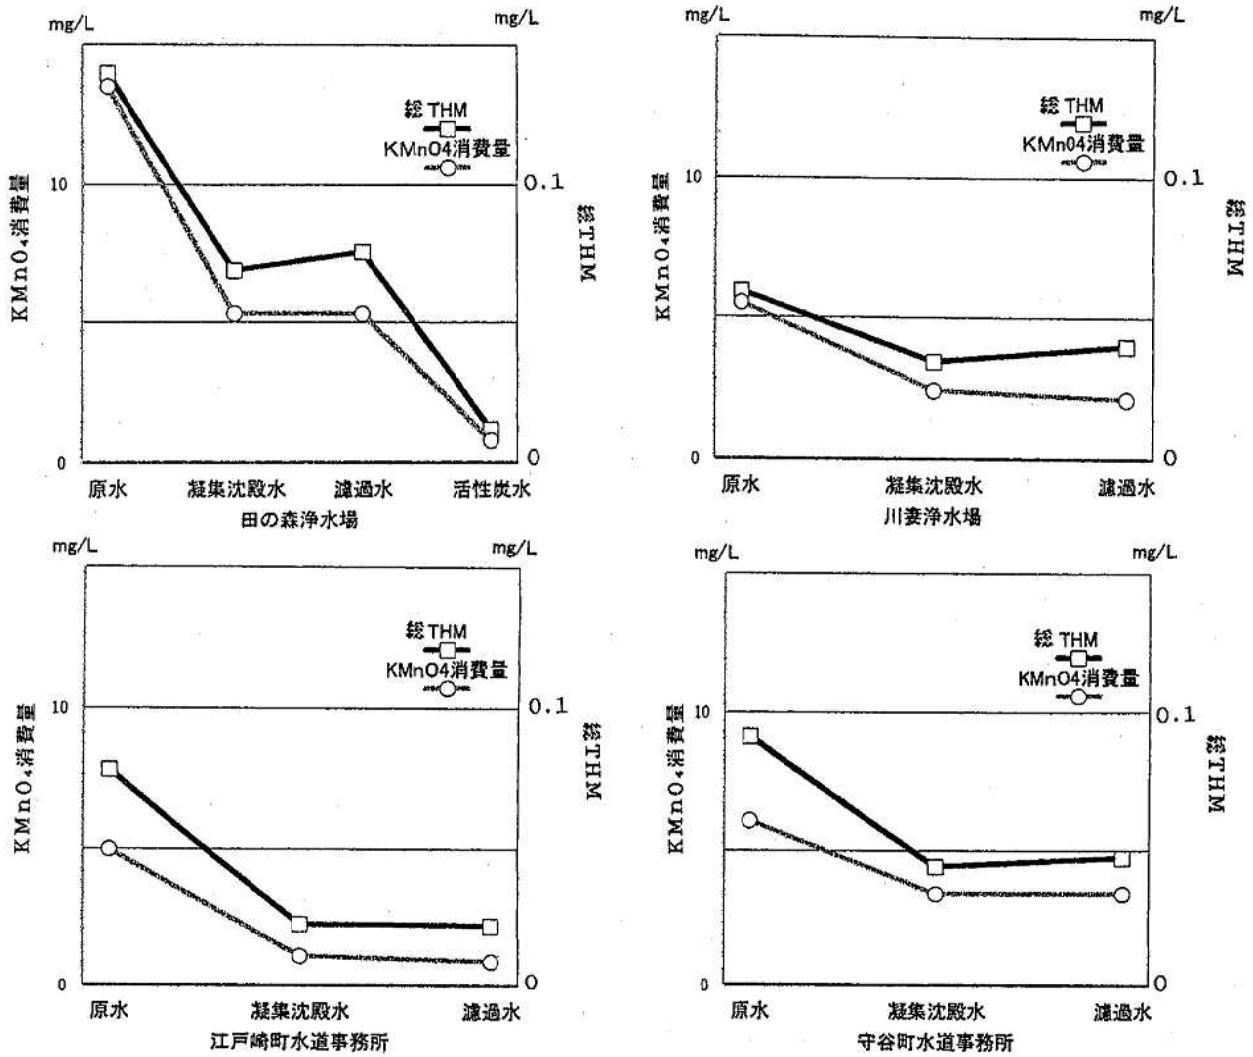 mg/L
mg/L
総 THM
KMnO4消費量
KMnO₄消費量
10
0
0.1
0
総THM
原水 凝集沈殿水 濾過水 活性炭水
田の森浄水場
mg/L
mg/L
総 THM
KMnO4消費量
KMnO₄消費量
10
0
0.1
0
総THM
原水 凝集沈殿水 濾過水
川妻浄水場
mg/L
mg/L
総 THM
KMnO4消費量
KMnO₄消費量
10
0
0.1
0
総THM
原水 凝集沈殿水 濾過水
江戸崎町水道事務所
mg/L
mg/L
総 THM
KMnO4消費量
KMnO₄消費量
10
0
0.1
0
総THM
原水 凝集沈殿水 濾過水
守谷町水道事務所